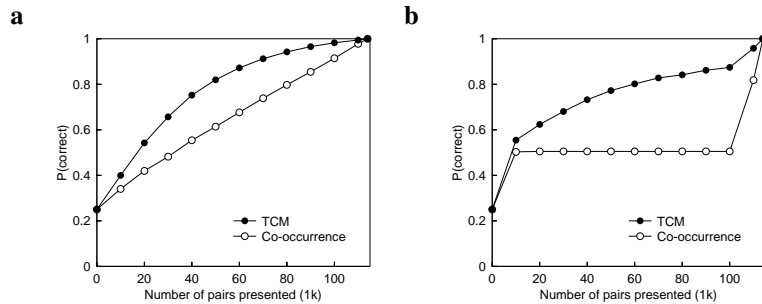 a
1
0.8
0.6
0.4
0.2
0
P(correct)
0 20 40 60 80 100
Number of pairs presented (1k)
TCM
Co-occurrence
b
1
0.8
0.6
0.4
0.2
0
P(correct)
0 20 40 60 80 100
Number of pairs presented (1k)
TCM
Co-occurrence